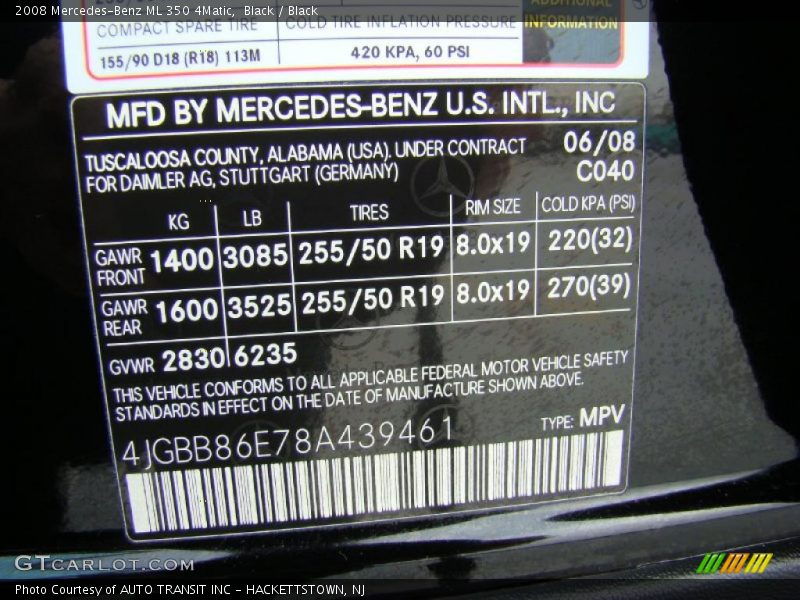 2008 Mercedes-Benz ML 350 4Matic, Black / Black
COMPACT SPARE TIRE COLD TIRE INFLATION PRESSURE ADDITIONAL
INFORMATION
155/90 D18 (R18) 113M 420 KPA, 60 PSI
MFD BY MERCEDES-BENZ U.S. INTL., INC
TUSCALOOSA COUNTY, ALABAMA (USA), UNDER CONTRACT 06/08
FOR DAIMLER AG, STUTTGART (GERMANY) C040
KG LB TIRES RIM SIZE COLD KPA (PSI)
GAWR
FRONT 1400 3085 255/50 R19 8.0x19 220(32)
GAWR
REAR 1600 3525 255/50 R19 8.0x19 270(39)
GVWR 2830 6235
THIS VEHICLE CONFORMS TO ALL APPLICABLE FEDERAL MOTOR VEHICLE SAFETY
STANDARDS IN EFFECT ON THE DATE OF MANUFACTURE SHOWN ABOVE.
4JGBB86E78A439461 TYPE: MPV
GTCARLOT.COM
Photo Courtesy of AUTO TRANSIT INC - HACKETTSTOWN, NJ